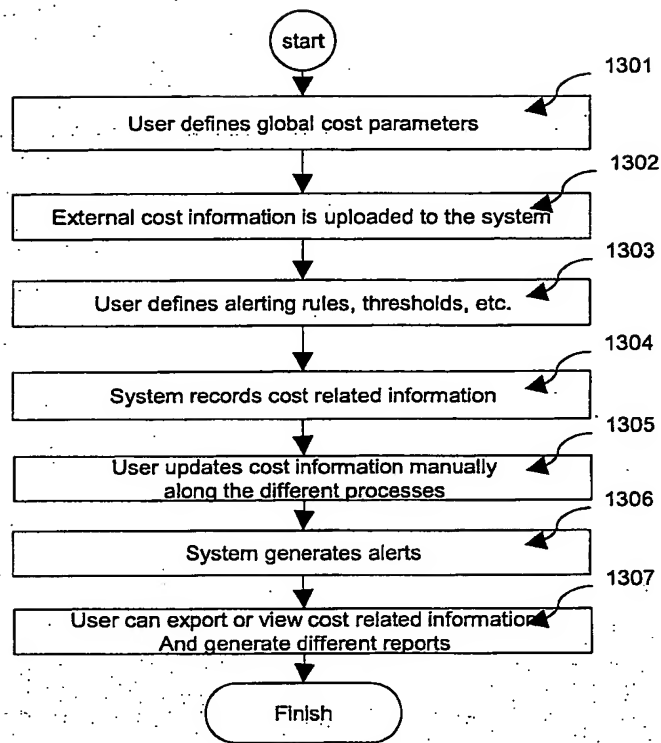 start
1301
User defines global cost parameters
1302
External cost information is uploaded to the system
1303
User defines alerting rules, thresholds, etc.
1304
System records cost related information
1305
User updates cost information manually
along the different processes
1306
System generates alerts
1307
User can export or view cost related information
And generate different reports
Finish